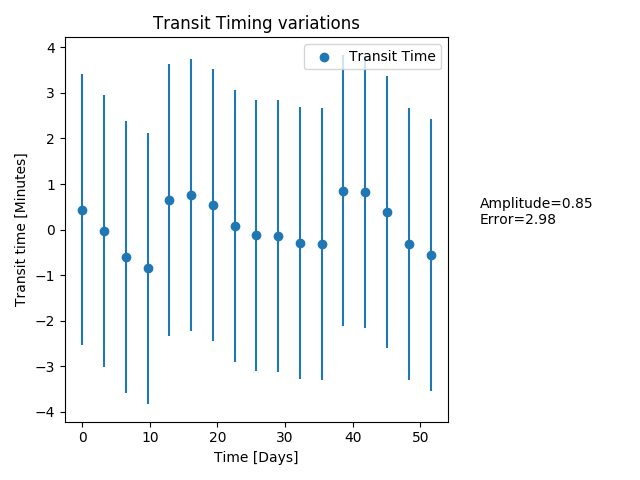 Transit Timing variations
Transit Time
Transit time [Minutes]
4
3
2
1
0
−1
−2
−3
−4
0
10
20
30
40
50
Time [Days]
Amplitude=0.85
Error=2.98